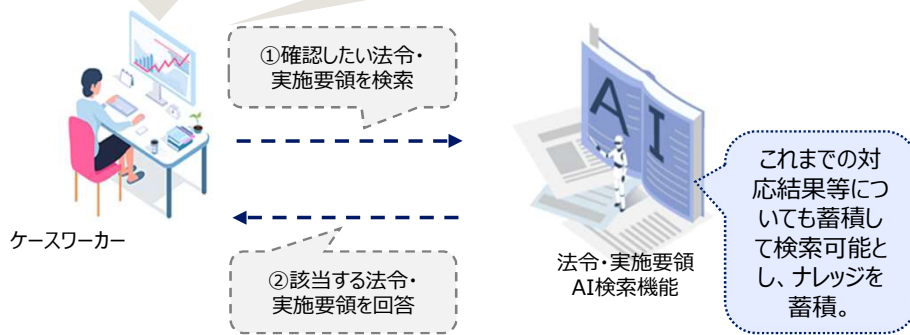 ①確認したい法令・
実施要領を検索
ケースワーカー
②該当する法令・
実施要領を回答
AI
法令・実施要領
AI検索機能
これまでの対
応結果等につ
いても蓄積し
て検索可能と
し、ナレッジを
蓄積。